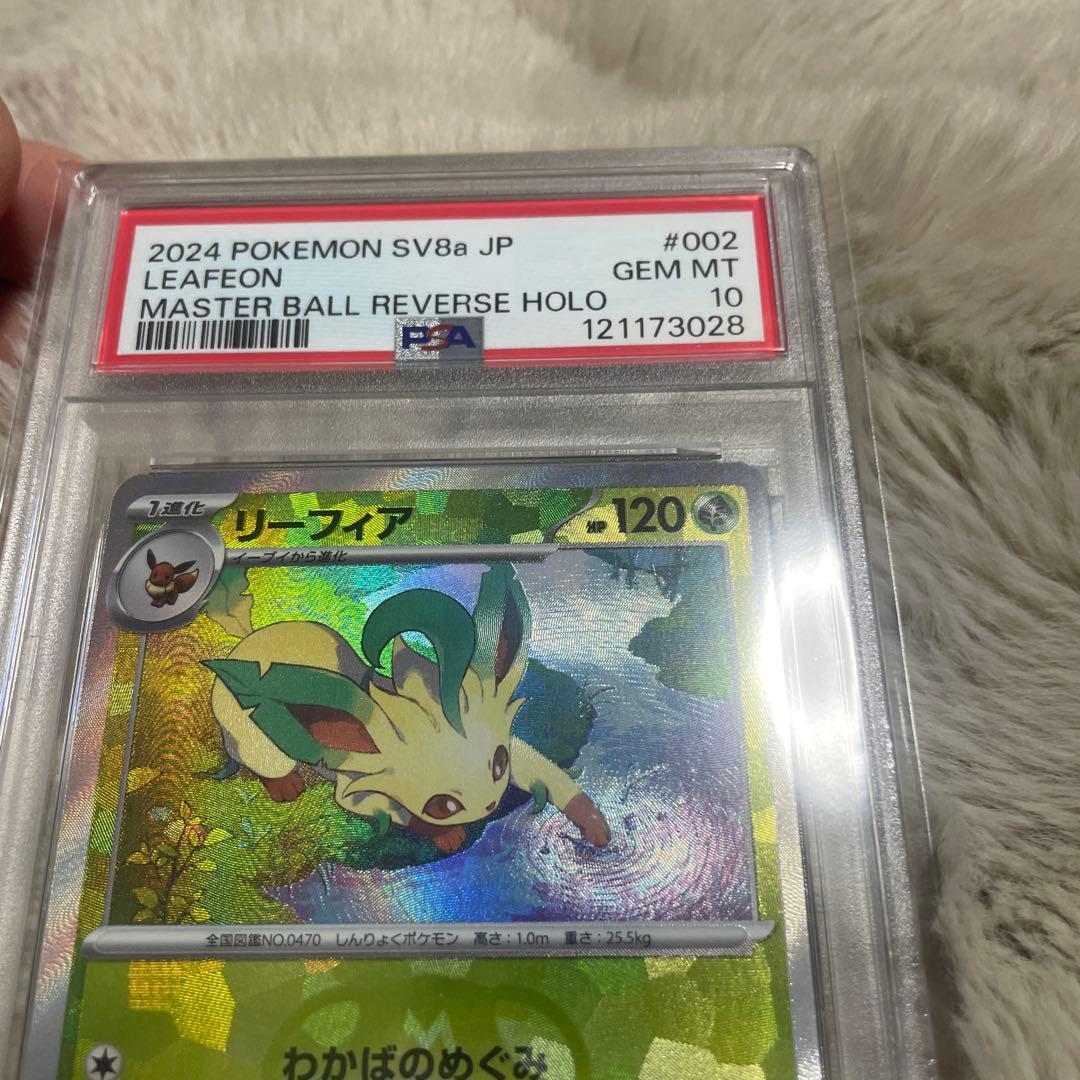 2024 POKEMON SV8a JP #002
LEAFEON GEM MT
MASTER BALL REVERSE HOLO 10
PSA 121173028
1進化 リーフィア HP 120
イーブイから進化
全国図鑑NO.0470 しんりょくポケモン 高さ:1.0m 重さ:25.5kg
M
わかばのめぐみ